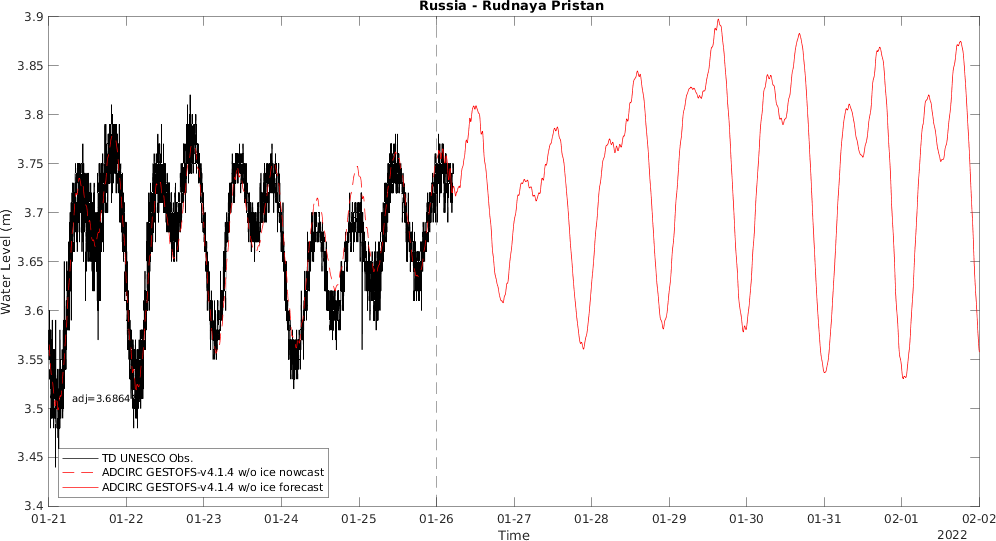 Russia - Rudnaya Pristan
3.9
3.85
3.8
3.75
3.7
3.65
3.6
3.55
3.5
3.45
3.4
Water Level (m)
adj=3.6864
TD UNESCO Obs.
ADCIRC GESTOFS-v4.1.4 w/o ice nowcast
ADCIRC GESTOFS-v4.1.4 w/o ice forecast
01-21 01-22 01-23 01-24 01-25 01-26 01-27 01-28 01-29 01-30 01-31 02-01 02-02
Time
2022